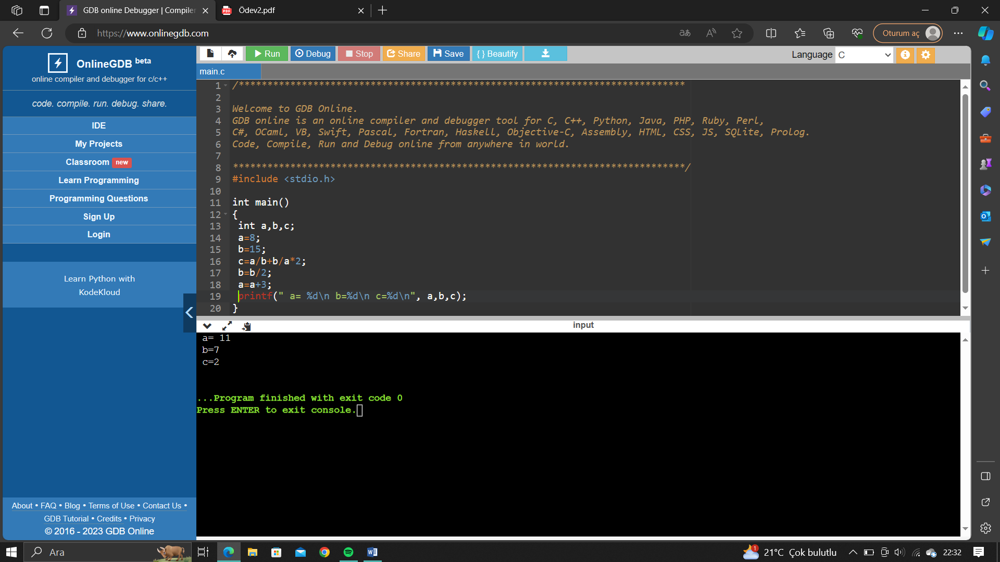 GDB online Debugger | Compiler
Ödev2.pdf
https://www.onlinegdb.com
Oturum aç
OnlineGDB beta
online compiler and debugger for c/c++
code. compile. run. debug. share.
IDE
My Projects
Classroom new
Learn Programming
Programming Questions
Sign Up
Login
Learn Python with
KodeKloud
About • FAQ • Blog • Terms of Use • Contact Us •
GDB Tutorial • Credits • Privacy
© 2016 - 2023 GDB Online
Run Debug Stop Share Save { } Beautify
Language C
main.c
1 /******************************************************************************
2
3 Welcome to GDB Online.
4 GDB online is an online compiler and debugger tool for C, C++, Python, Java, PHP, Ruby, Perl,
5 C#, OCaml, VB, Swift, Pascal, Fortran, Haskell, Objective-C, Assembly, HTML, CSS, JS, SQLite, Prolog.
6 Code, Compile, Run and Debug online from anywhere in world.
7
8 *******************************************************************************/
9 #include <stdio.h>
10
11 int main()
12 {
13 int a,b,c;
14 a=8;
15 b=15;
16 c=a/b+b/a*2;
17 b=b/2;
18 a=a+3;
19 printf(" a= %d\n b=%d\n c=%d\n", a,b,c);
20 }
input
a= 11
b=7
c=2
...Program finished with exit code 0
Press ENTER to exit console.
Ara
1
21°C Çok bulutlu
22:32